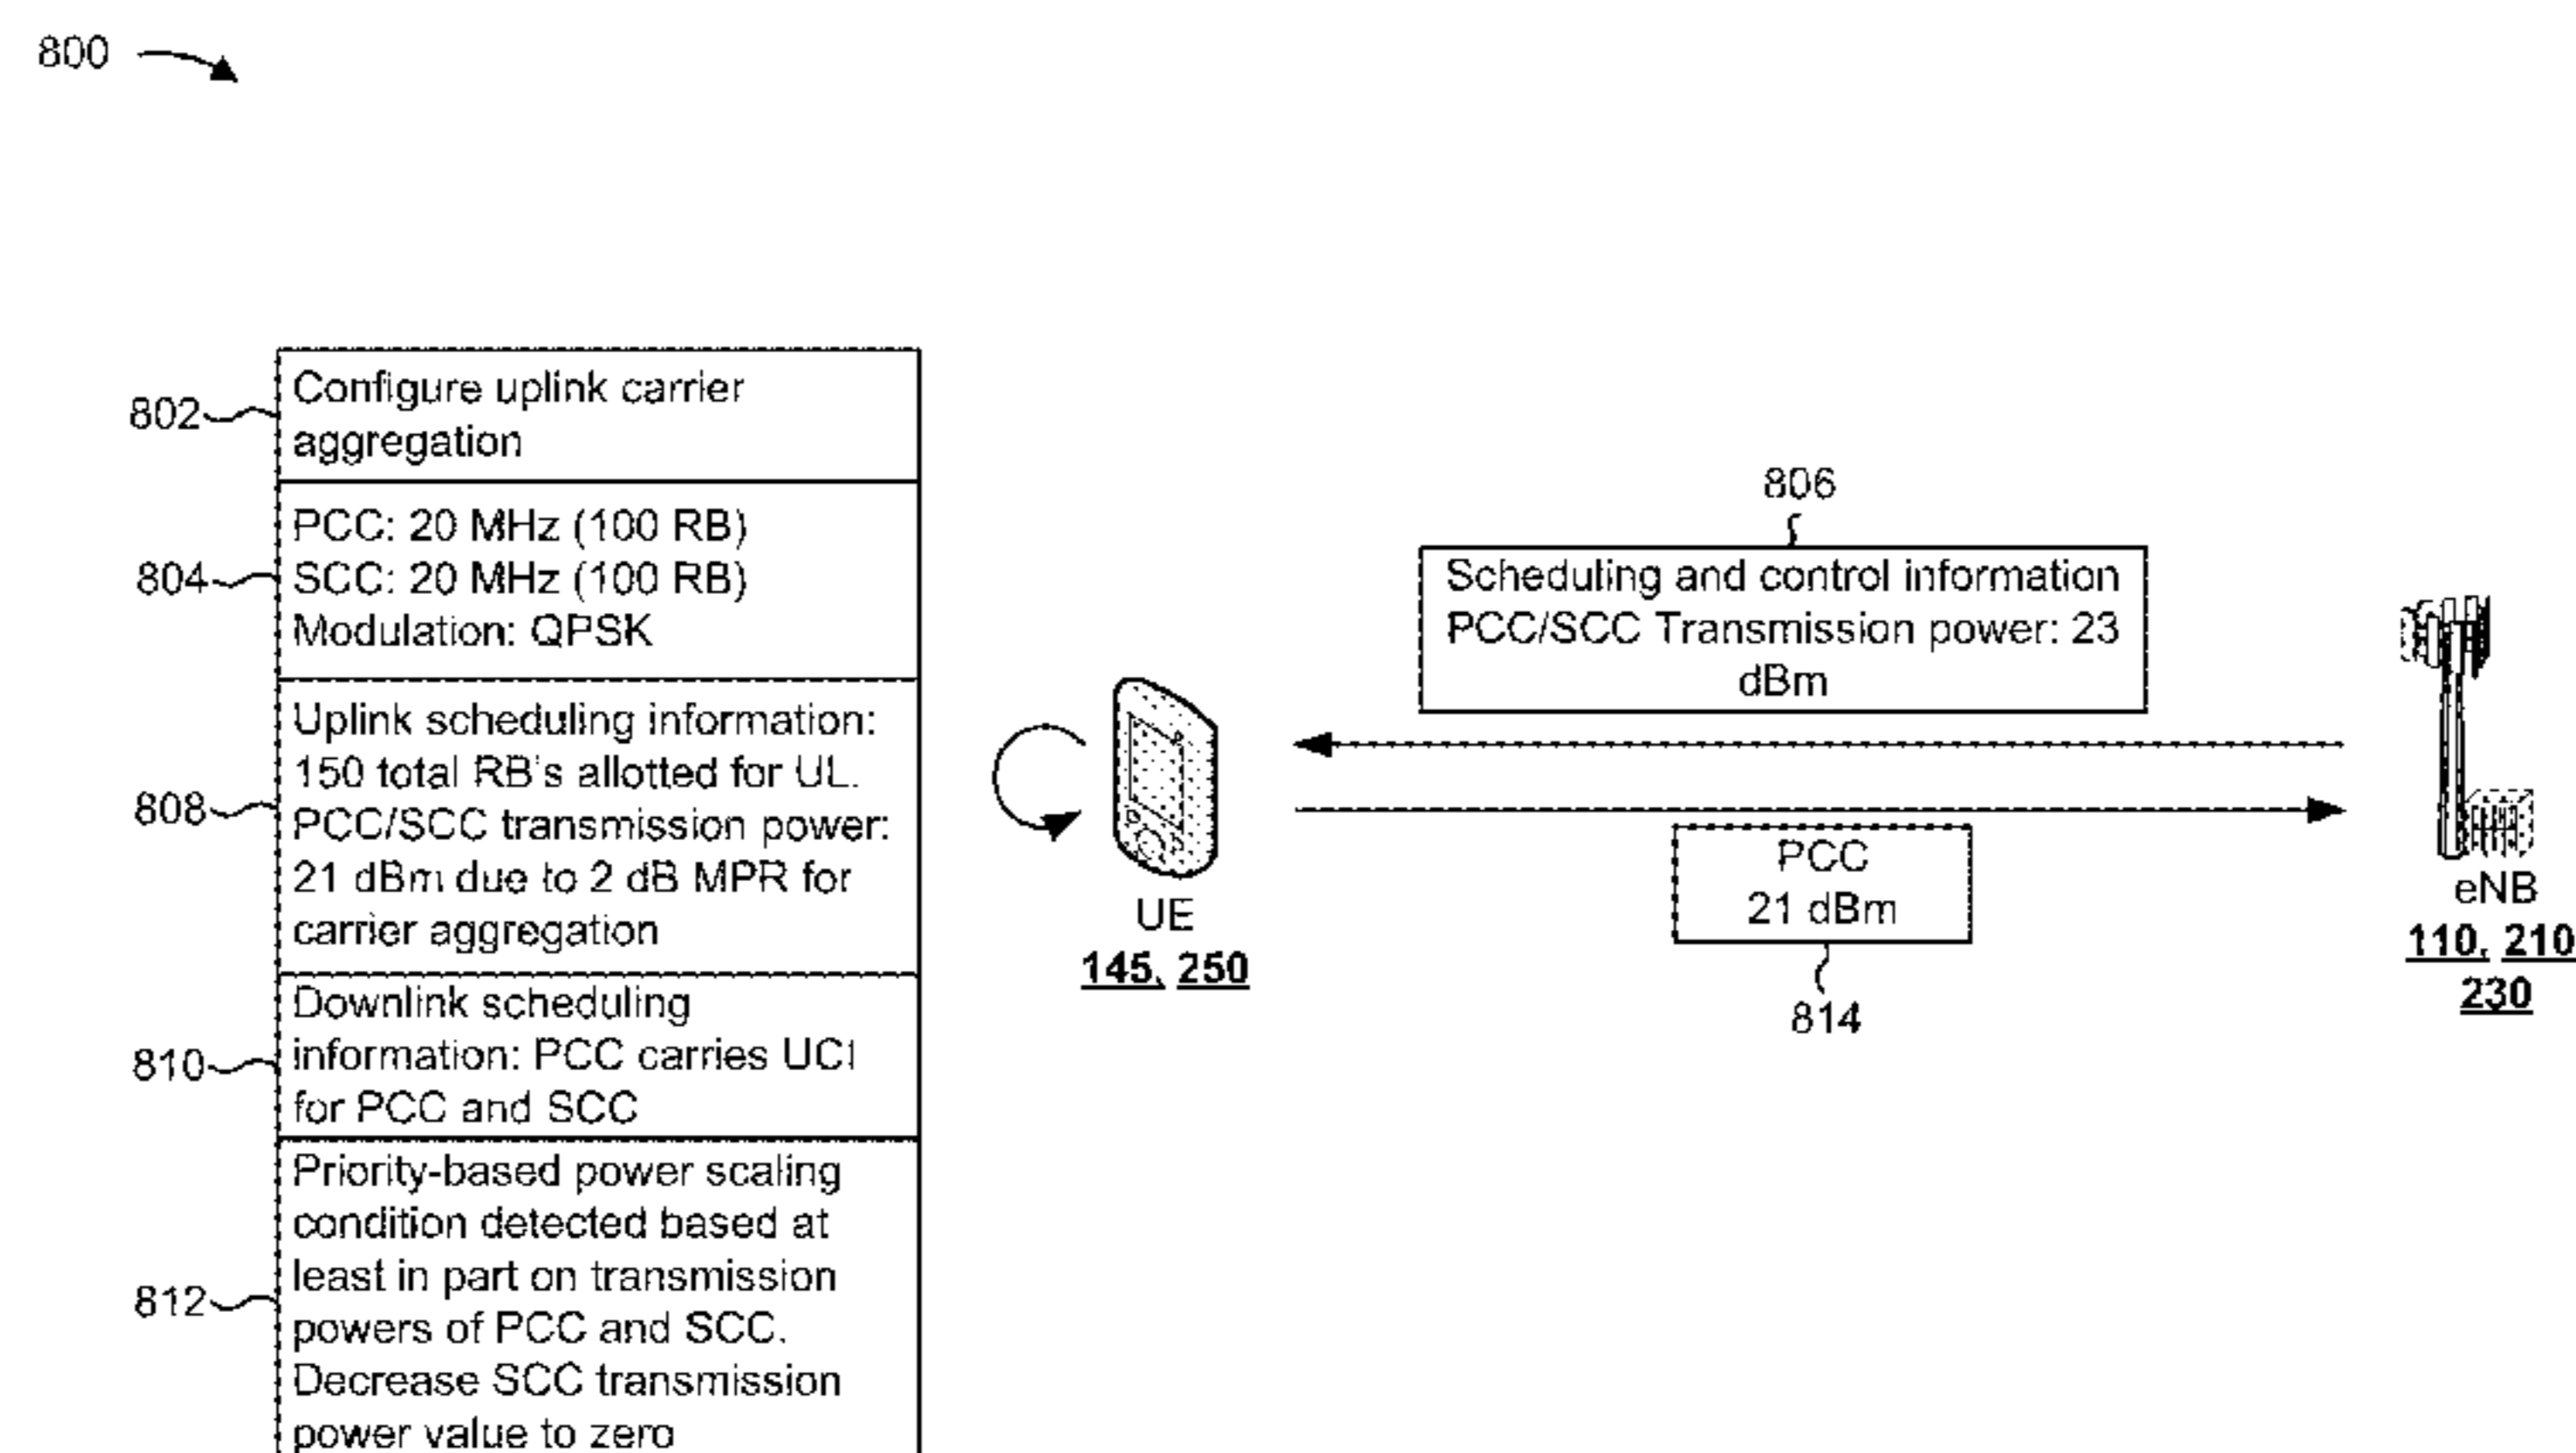 800
802
Configure uplink carrier
aggregation
804
PCC: 20 MHz (100 RB)
SCC: 20 MHz (100 RB)
Modulation: QPSK
808
Uplink scheduling information:
150 total RB's allotted for UL.
PCC/SCC transmission power:
21 dBm due to 2 dB MPR for
carrier aggregation
810
Downlink scheduling
information: PCC carries UCI
for PCC and SCC
812
Priority-based power scaling
condition detected based at
least in part on transmission
powers of PCC and SCC.
Decrease SCC transmission
power value to zero
UE
145, 250
806
Scheduling and control information
PCC/SCC Transmission power: 23
dBm
PCC
21 dBm
814
eNB
110, 210
230